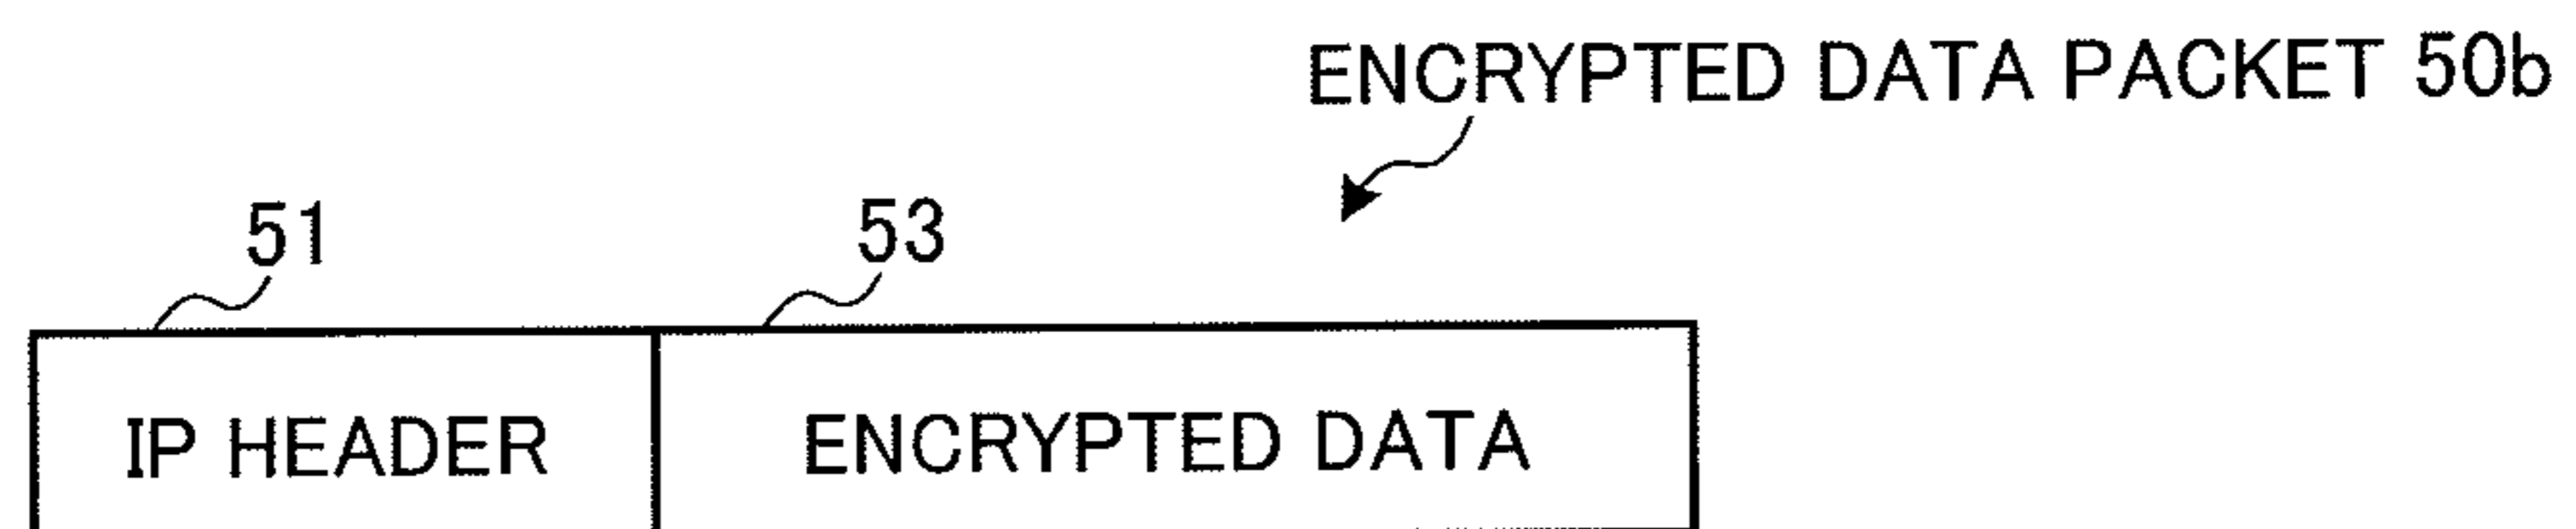 ENCRYPTED DATA PACKET 50b
51 53
IP HEADER ENCRYPTED DATA